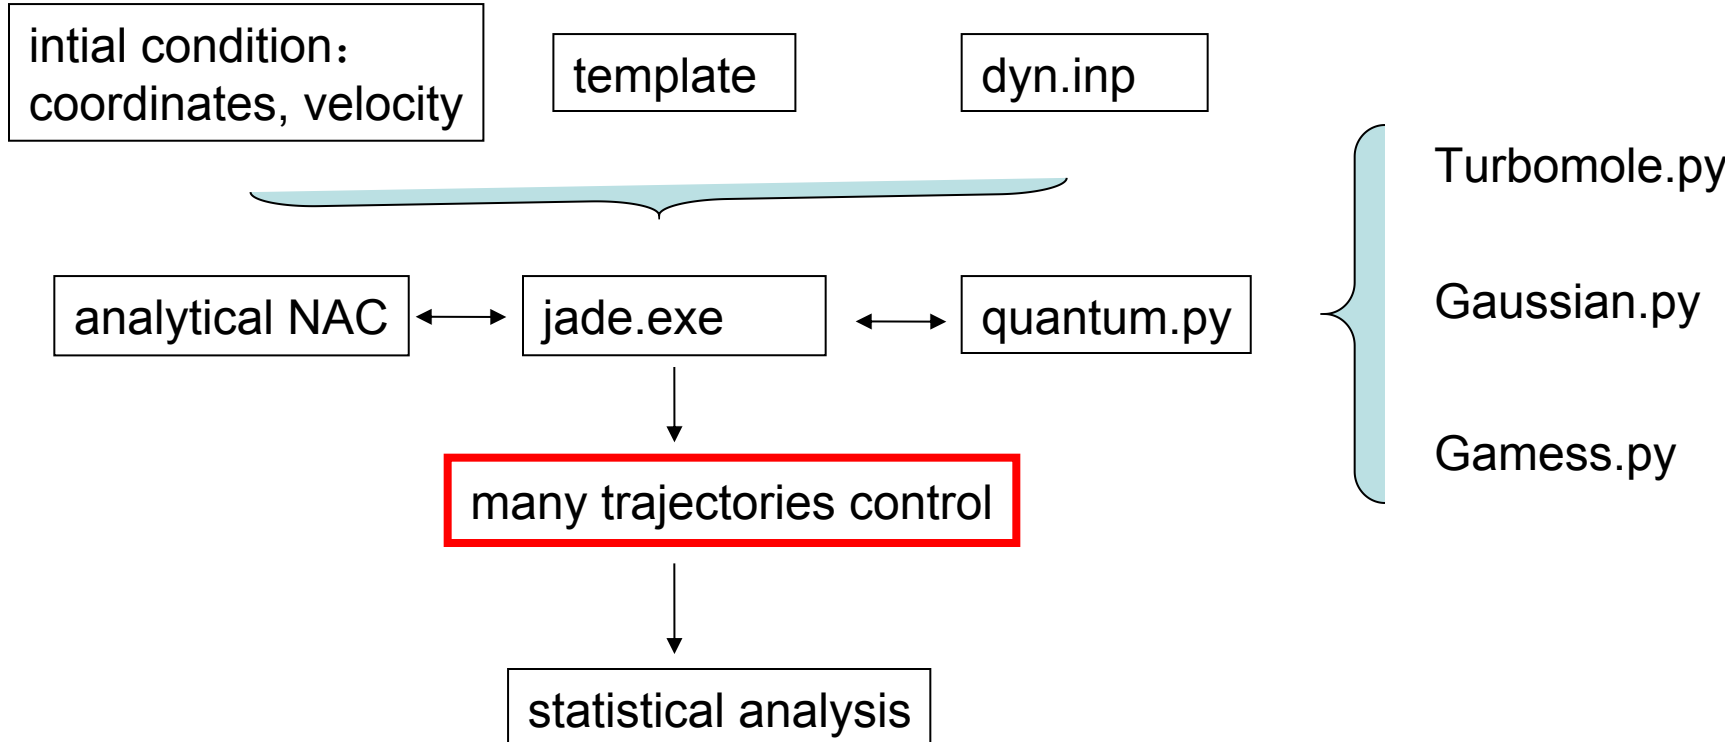 intial condition：
coordinates, velocity
template
dyn.inp
Turbomole.py
analytical NAC
jade.exe
quantum.py
Gaussian.py
many trajectories control
Gamess.py
statistical analysis